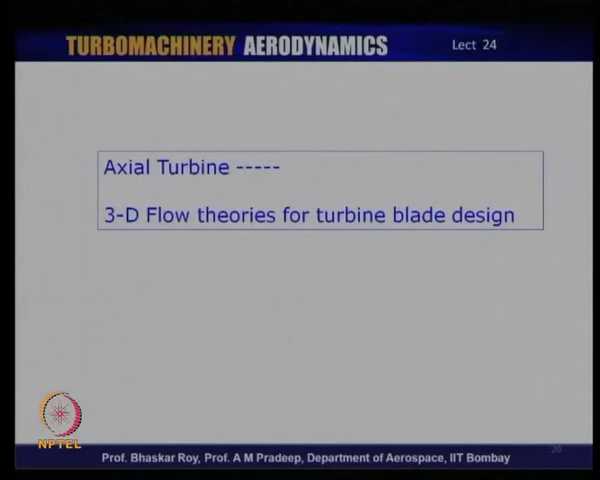 TURBOMACHINERY AERODYNAMICS Lect 24
Axial Turbine -----
3-D Flow theories for turbine blade design
NPTEL
20
Prof. Bhaskar Roy, Prof. A M Pradeep, Department of Aerospace, IIT Bombay